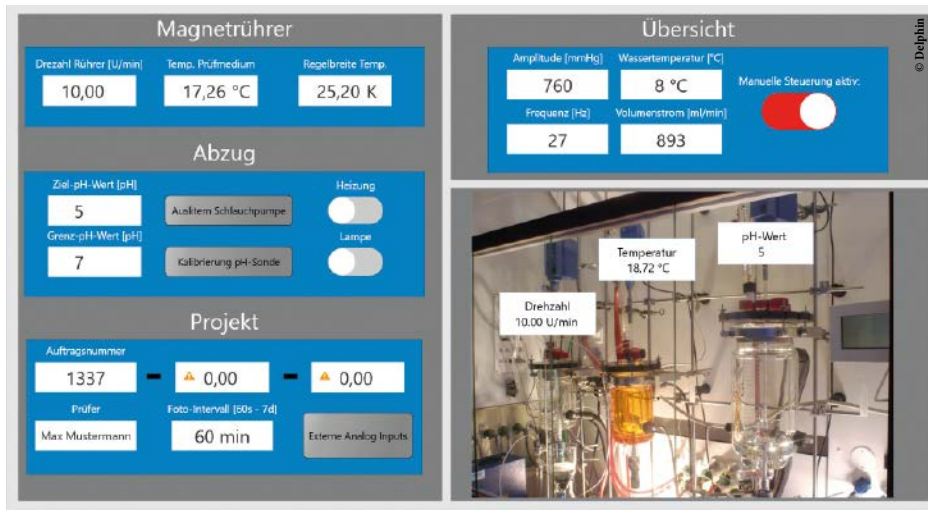 Magnetrührer
Drezahl Rührer [U/min]
Temp. Prüfmedium
Regelbreite Temp.
10,00
17,26 °C
25,20 K
Abzug
Ziel-pH-Wert [pH]
Heizung
5
Auslitern Schlauchpumpe
Grenz-pH-Wert [pH]
Lampe
7
Kalibrierung pH-Sonde
Projekt
Auftragsnummer
1337
-
0,00
-
0,00
Prüfer
Foto-Intervall [60s - 7d]
Max Mustermann
60 min
Externe Analog Inputs
Übersicht
Amplitude [mmHg]
Wassertemperatur [°C]
Manuelle Steuerung aktiv:
760
8 °C
Frequenz [Hz]
Volumenstrom [ml/min]
27
893
pH-Wert
5
Temperatur
18,72 °C
Drehzahl
10.00 U/min
© Delphin